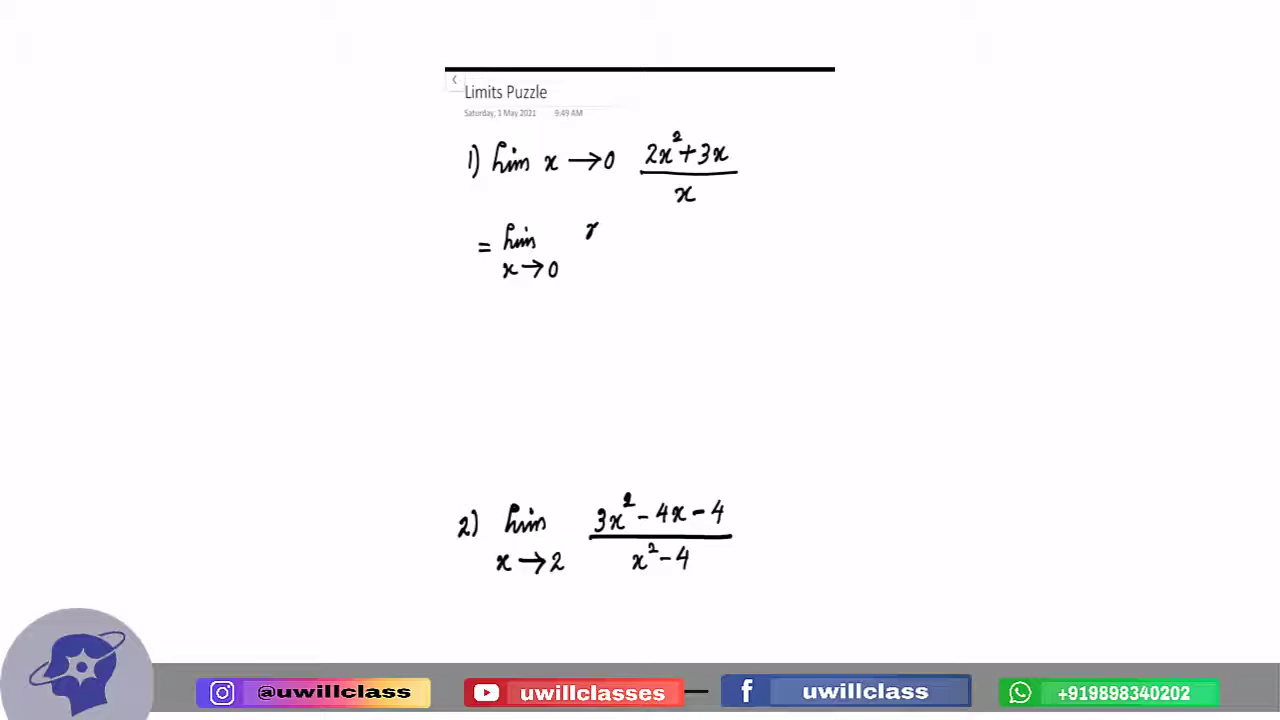 Limits Puzzle
Saturday, 1 May 2021 9:49 AM
1) lim x → 0 (2x² + 3x)/x
= lim x → 0
2) lim x → 2 (3x² - 4x - 4)/(x² - 4)
@uwillclass uwillclasses uwillclass +919898340202